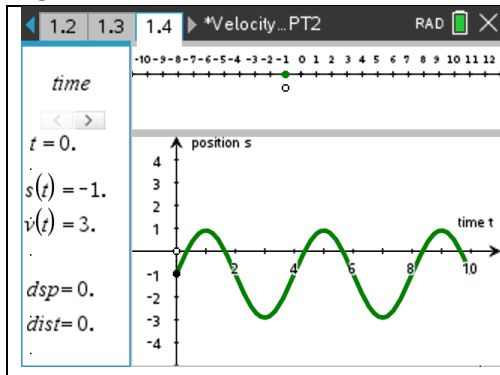 1.2 1.3 1.4 *Velocity...PT2 RAD
-10-9-8-7-6-5-4-3-2-1 0 1 2 3 4 5 6 7 8 9 10 11 12
time
< >
t = 0.
s(t) = -1.
v(t) = 3.
dsp= 0.
dist= 0.
position s
4
3
2
1
time t
2 4 6 8 10
-1
-2
-3
-4